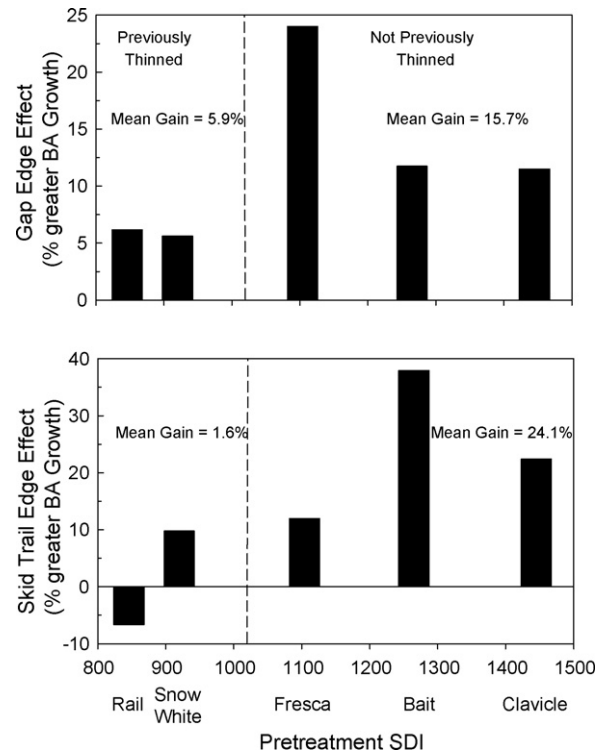 25
20
15
10
5
0
Gap Edge Effect
(% greater BA Growth)
Previously
Thinned
Not Previously
Thinned
Mean Gain = 5.9%
Mean Gain = 15.7%
40
30
20
10
0
-10
Skid Trail Edge Effect
(% greater BA Growth)
Mean Gain = 1.6%
Mean Gain = 24.1%
800 900 1000 1100 1200 1300 1400 1500
Rail Snow White Fresca Bait Clavicle
Pretreatment SDI